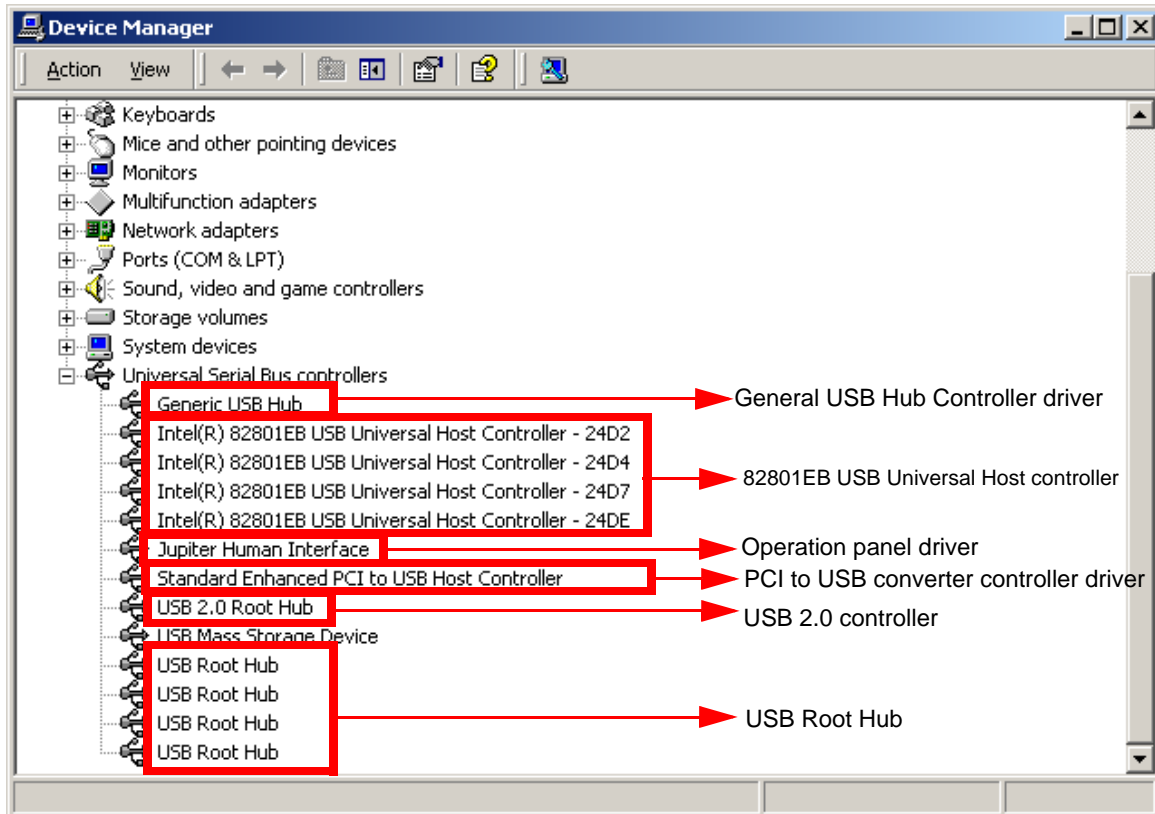 Device Manager
Action View
Keyboards
Mice and other pointing devices
Monitors
Multifunction adapters
Network adapters
Ports (COM & LPT)
Sound, video and game controllers
Storage volumes
System devices
Universal Serial Bus controllers
Generic USB Hub
General USB Hub Controller driver
Intel(R) 82801EB USB Universal Host Controller - 24D2
Intel(R) 82801EB USB Universal Host Controller - 24D4
Intel(R) 82801EB USB Universal Host Controller - 24D7
Intel(R) 82801EB USB Universal Host Controller - 24DE
82801EB USB Universal Host controller
Jupiter Human Interface
Operation panel driver
Standard Enhanced PCI to USB Host Controller
PCI to USB converter controller driver
USB 2.0 Root Hub
USB 2.0 controller
USB Mass Storage Device
USB Root Hub
USB Root Hub
USB Root Hub
USB Root Hub
USB Root Hub